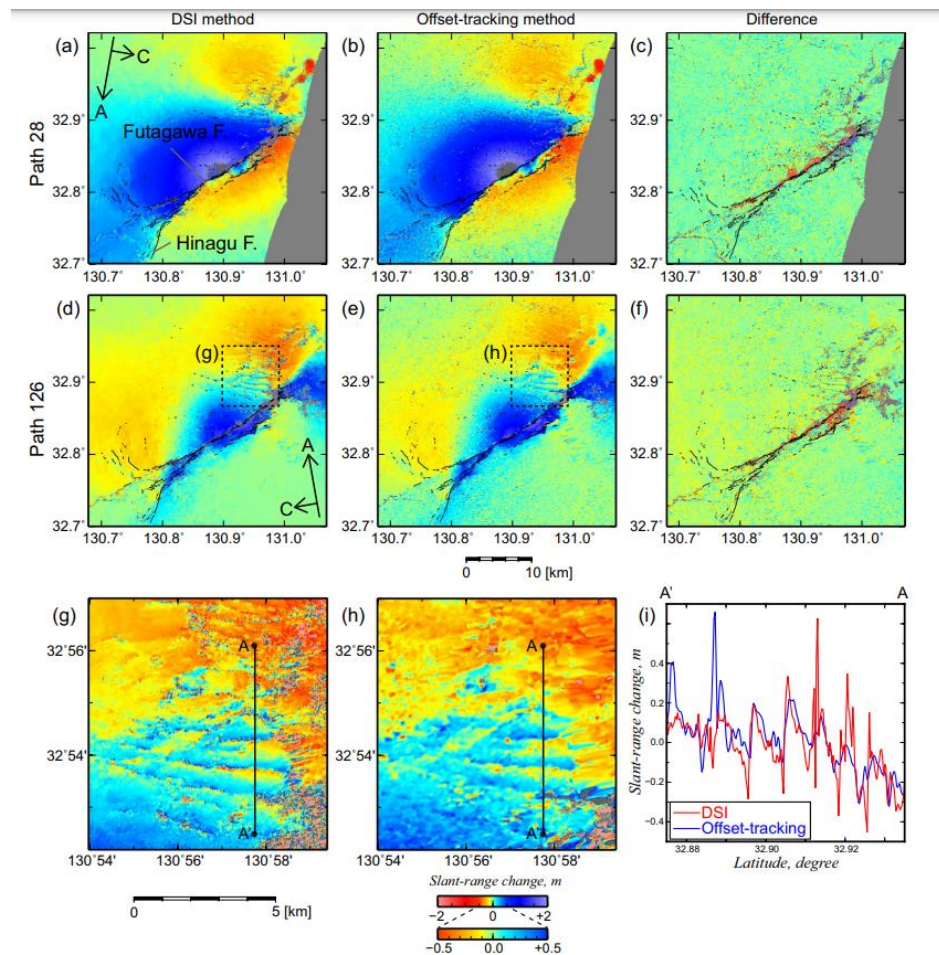 DSI method Offset-tracking method Difference
(a) (b) (c)
C
A
Futagawa F.
Hinagu F.
Path 28
32.9°
32.8°
32.7°
130.7° 130.8° 130.9° 131.0°
32.9°
32.8°
32.7°
130.7° 130.8° 130.9° 131.0°
32.9°
32.8°
32.7°
130.7° 130.8° 130.9° 131.0°
(d) (e) (f)
(g) (h)
A
C
Path 126
32.9°
32.8°
32.7°
130.7° 130.8° 130.9° 131.0°
32.9°
32.8°
32.7°
130.7° 130.8° 130.9° 131.0°
32.9°
32.8°
32.7°
130.7° 130.8° 130.9° 131.0°
0 10 [km]
(g) (h) (i)
32°56'
32°54'
A
A'
130°54' 130°56' 130°58'
32°56'
32°54'
A
A'
130°54' 130°56' 130°58'
A' A
Slant-range change, m
0.4
0.2
0.0
−0.2
−0.4
DSI
Offset-tracking
32.88 32.90 32.92
Latitude, degree
0 5 [km]
Slant-range change, m
−2 0 +2
−0.5 0.0 +0.5